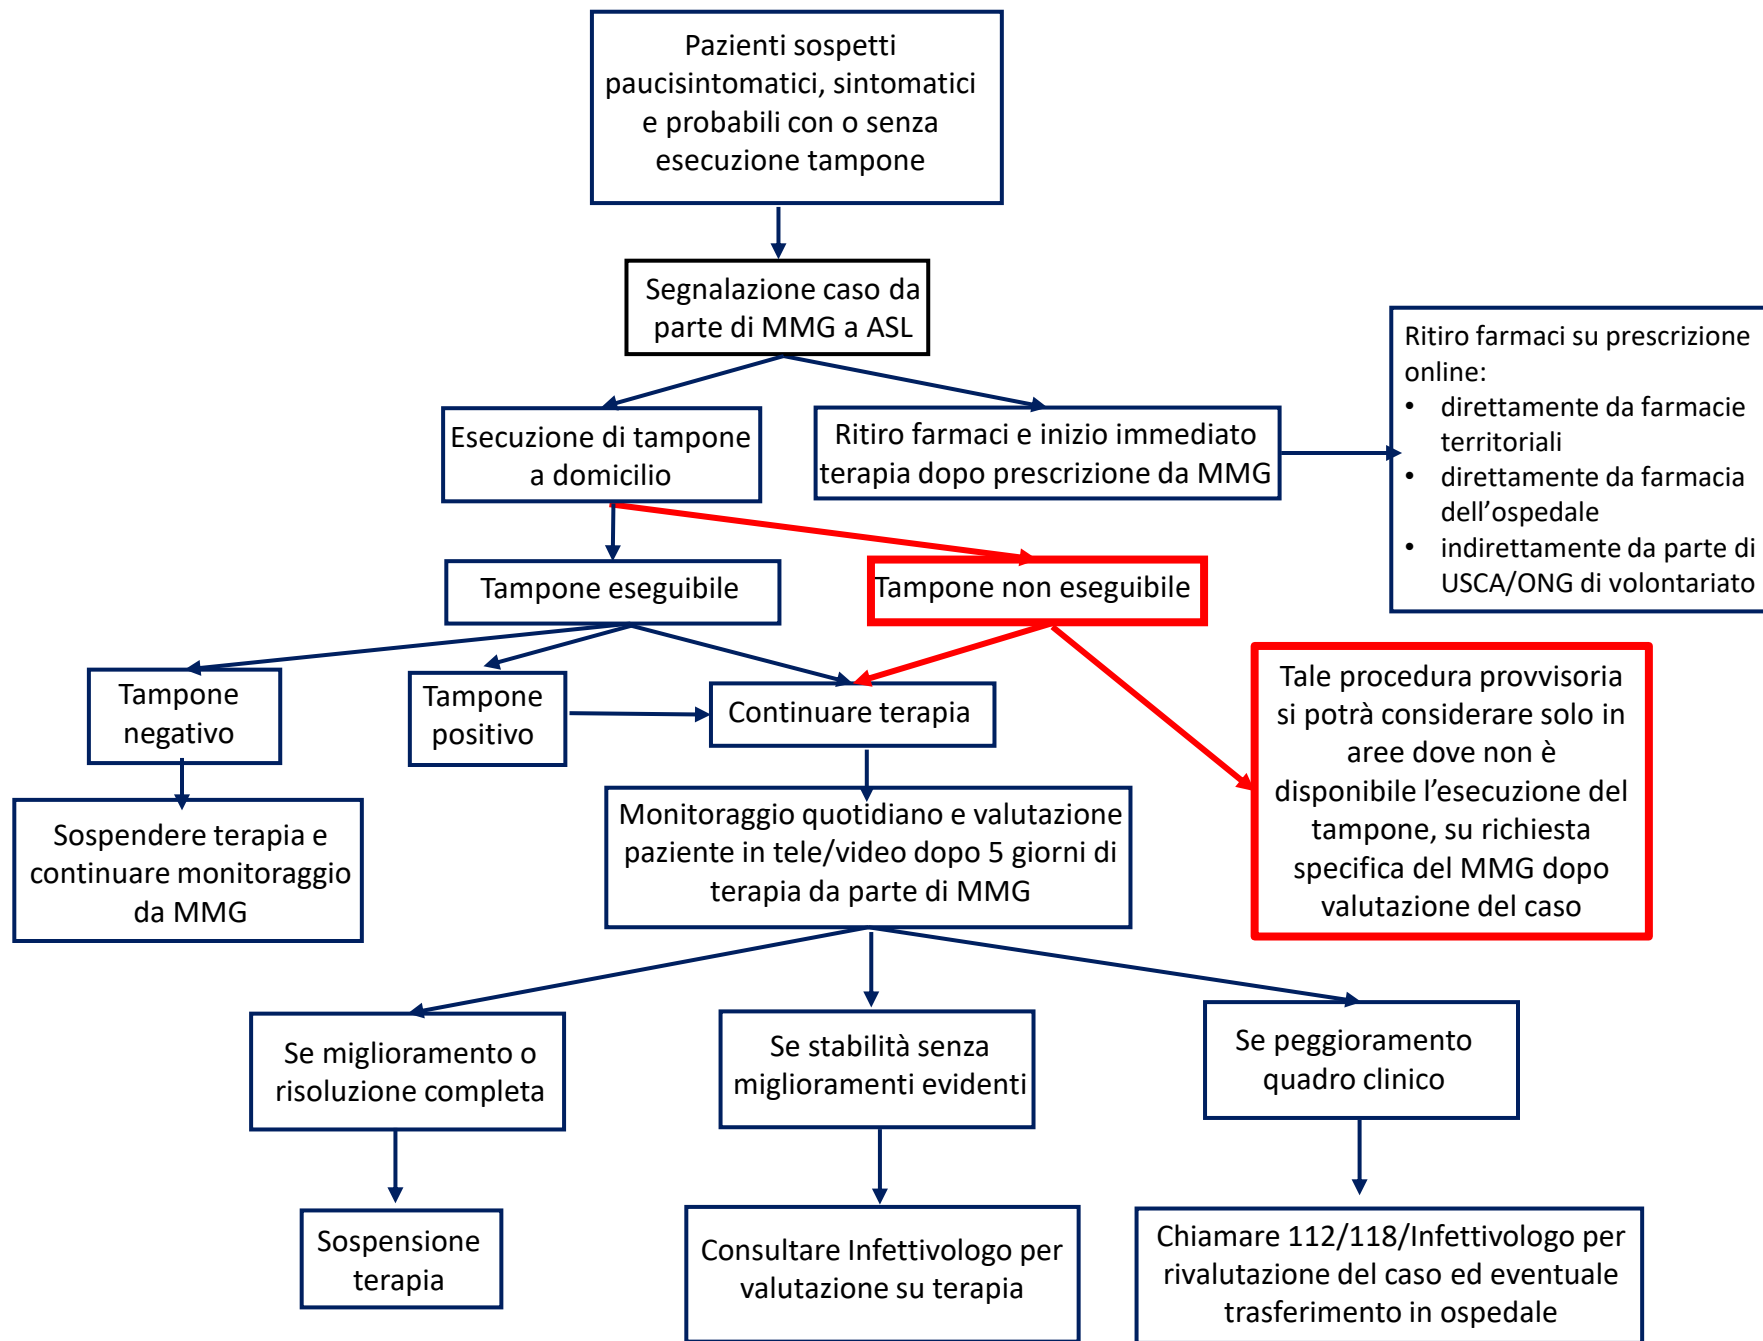 Pazienti sospetti
paucisintomatici, sintomatici
e probabili con o senza
esecuzione tampone
Segnalazione caso da
parte di MMG a ASL
Ritiro farmaci su prescrizione
online:
• direttamente da farmacie
territoriali
• direttamente da farmacia
dell’ospedale
• indirettamente da parte di
USCA/ONG di volontariato
Esecuzione di tampone
a domicilio
Ritiro farmaci e inizio immediato
terapia dopo prescrizione da MMG
Tampone eseguibile
Tampone non eseguibile
Tampone
negativo
Tampone
positivo
Continuare terapia
Tale procedura provvisoria
si potrà considerare solo in
aree dove non è
disponibile l’esecuzione del
tampone, su richiesta
specifica del MMG dopo
valutazione del caso
Sospendere terapia e
continuare monitoraggio
da MMG
Monitoraggio quotidiano e valutazione
paziente in tele/video dopo 5 giorni di
terapia da parte di MMG
Se miglioramento o
risoluzione completa
Se stabilità senza
miglioramenti evidenti
Se peggioramento
quadro clinico
Sospensione
terapia
Consultare Infettivologo per
valutazione su terapia
Chiamare 112/118/Infettivologo per
rivalutazione del caso ed eventuale
trasferimento in ospedale